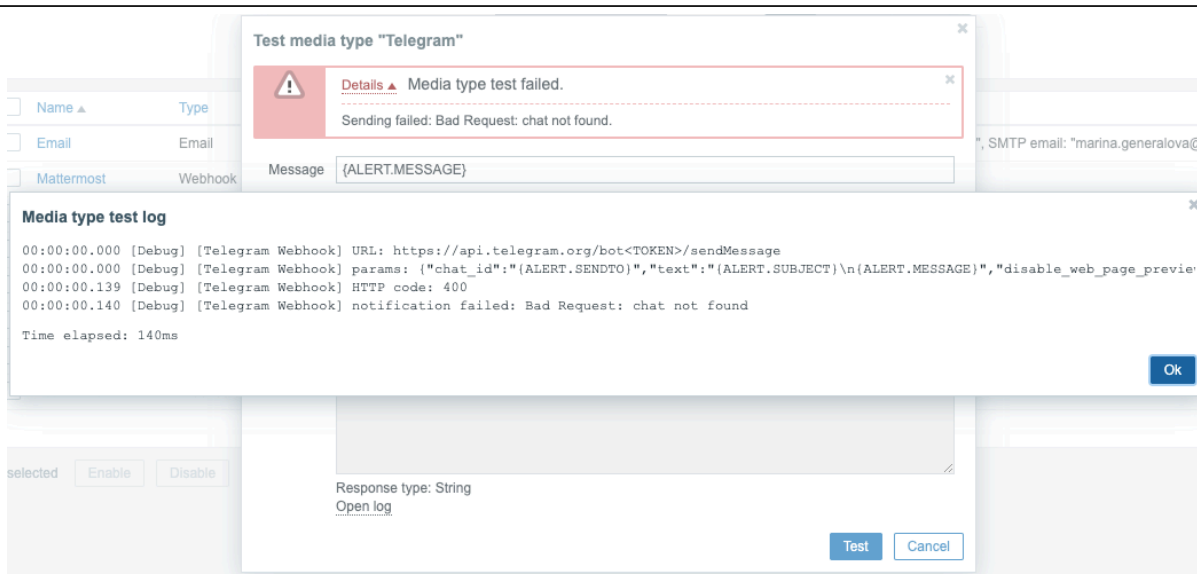 Test media type "Telegram"
Details Media type test failed.
Sending failed: Bad Request: chat not found.
Name Type
Email Email ", SMTP email: "marina.generalova@
Mattermost Webhook
Message {ALERT.MESSAGE}
Media type test log
00:00:00.000 [Debug] [Telegram Webhook] URL: https://api.telegram.org/bot<TOKEN>/sendMessage
00:00:00.000 [Debug] [Telegram Webhook] params: {"chat_id":"{ALERT.SENDTO}","text":"{ALERT.SUBJECT}\n{ALERT.MESSAGE}","disable_web_page_preview
00:00:00.139 [Debug] [Telegram Webhook] HTTP code: 400
00:00:00.140 [Debug] [Telegram Webhook] notification failed: Bad Request: chat not found
Time elapsed: 140ms
Ok
selected Enable Disable
Response type: String
Open log
Test Cancel